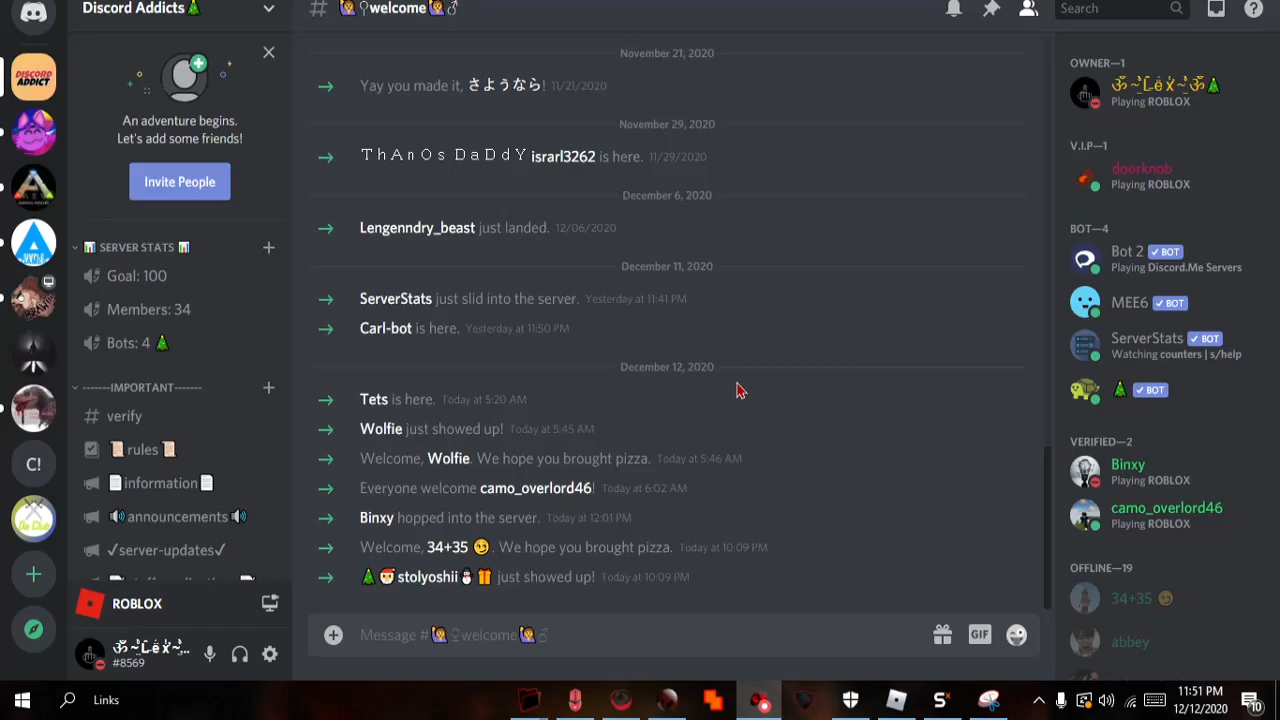 Discord Addicts🎄
# 🙋♀welcome🙋♂
Search
DISCORD
ADDICT
An adventure begins.
Let's add some friends!
Invite People
📊 SERVER STATS 📊
Goal: 100
Members: 34
Bots: 4 🎄
-------IMPORTANT-------
verify
📜rules📜
📄information📄
🔊announcements🔊
✓server-updates✓
C!
ROBLOX
#8569
November 21, 2020
Yay you made it, さようなら! 11/21/2020
November 29, 2020
ThAnOs DaDdY israrl3262 is here. 11/29/2020
December 6, 2020
Lengenndry_beast just landed. 12/06/2020
December 11, 2020
ServerStats just slid into the server. Yesterday at 11:41 PM
Carl-bot is here. Yesterday at 11:50 PM
December 12, 2020
Tets is here. Today at 5:20 AM
Wolfie just showed up! Today at 5:45 AM
Welcome, Wolfie. We hope you brought pizza. Today at 5:46 AM
Everyone welcome camo_overlord46! Today at 6:02 AM
Binxy hopped into the server. Today at 12:01 PM
Welcome, 34+35 😏. We hope you brought pizza. Today at 10:09 PM
🎄🎅stolyoshii⛄🎁 just showed up! Today at 10:09 PM
Message #🙋♀welcome🙋♂
GIF
OWNER—1
Playing ROBLOX
V.I.P—1
doorknob
Playing ROBLOX
BOT—4
Bot 2 ✓ BOT
Playing Discord.Me Servers
MEE6 ✓ BOT
ServerStats ✓ BOT
Watching counters | s/help
🎄 ✓ BOT
VERIFIED—2
Binxy
Playing ROBLOX
camo_overlord46
Playing ROBLOX
OFFLINE—19
34+35 😏
abbey
Links
11:51 PM
12/12/2020
10